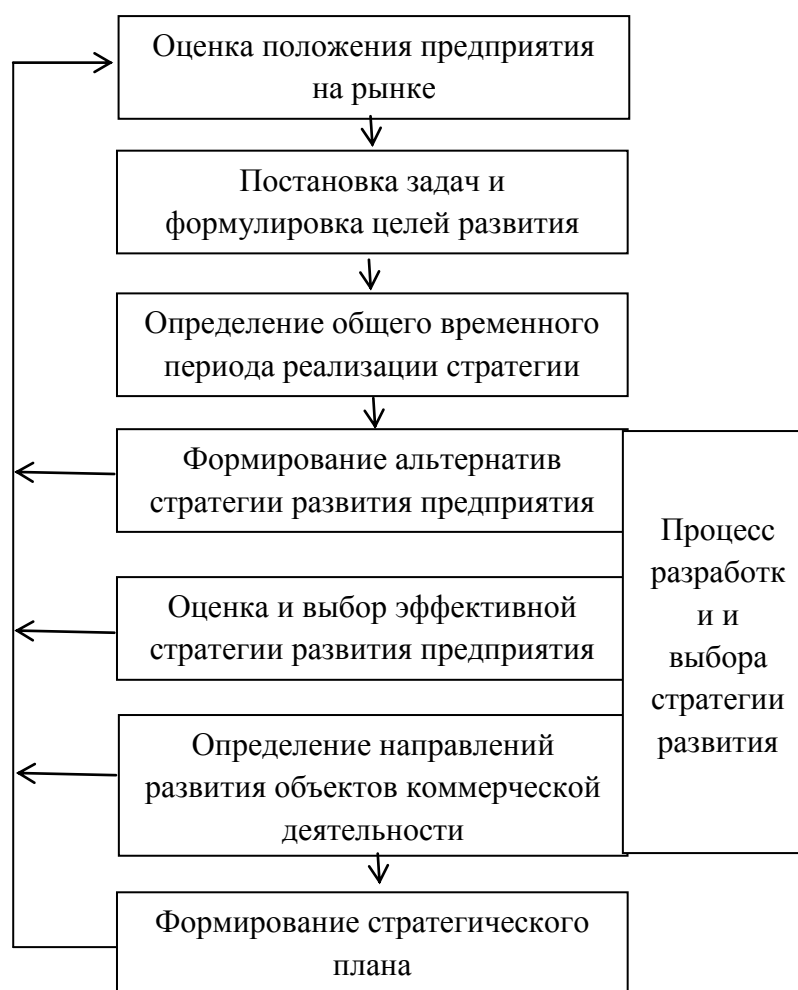 Оценка положения предприятия
на рынке
Постановка задач и
формулировка целей развития
Определение общего временного
периода реализации стратегии
Формирование альтернатив
стратегии развития предприятия
Оценка и выбор эффективной
стратегии развития предприятия
Определение направлений
развития объектов коммерческой
деятельности
Формирование стратегического
плана
Процесс
разработк
и и
выбора
стратегии
развития